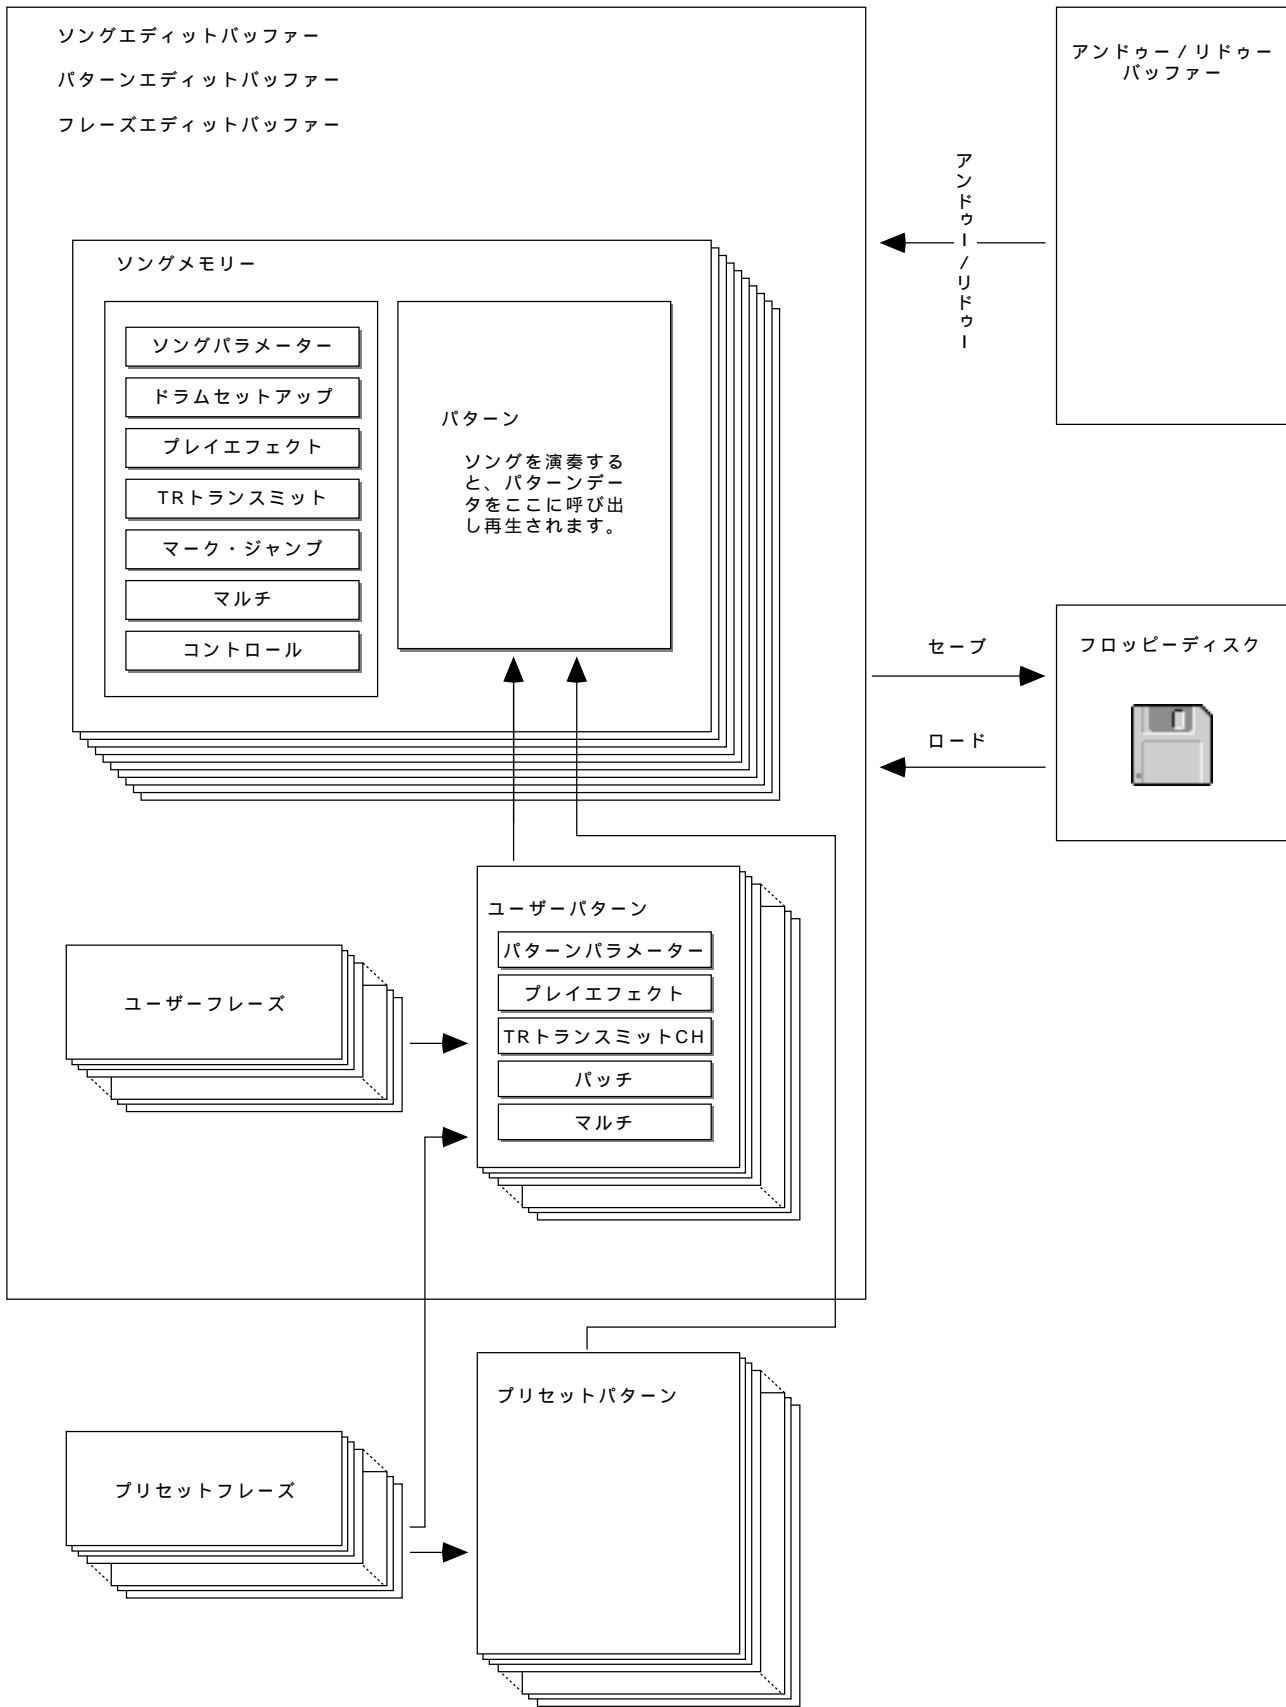 ソングエディットバッファー
パターンエディットバッファー
フレーズエディットバッファー
アンドゥー / リドゥー
バッファー
アンドゥー/リドゥー
ソングメモリー
ソングパラメーター
ドラムセットアップ
プレイエフェクト
TRトランスミット
マーク・ジャンプ
マルチ
コントロール
パターン
ソングを演奏する
と、パターンデー
タをここに呼び出
し再生されます。
セーブ
ロード
フロッピーディスク
ユーザーパターン
パターンパラメーター
プレイエフェクト
TRトランスミットCH
パッチ
マルチ
ユーザーフレーズ
プリセットパターン
プリセットフレーズ